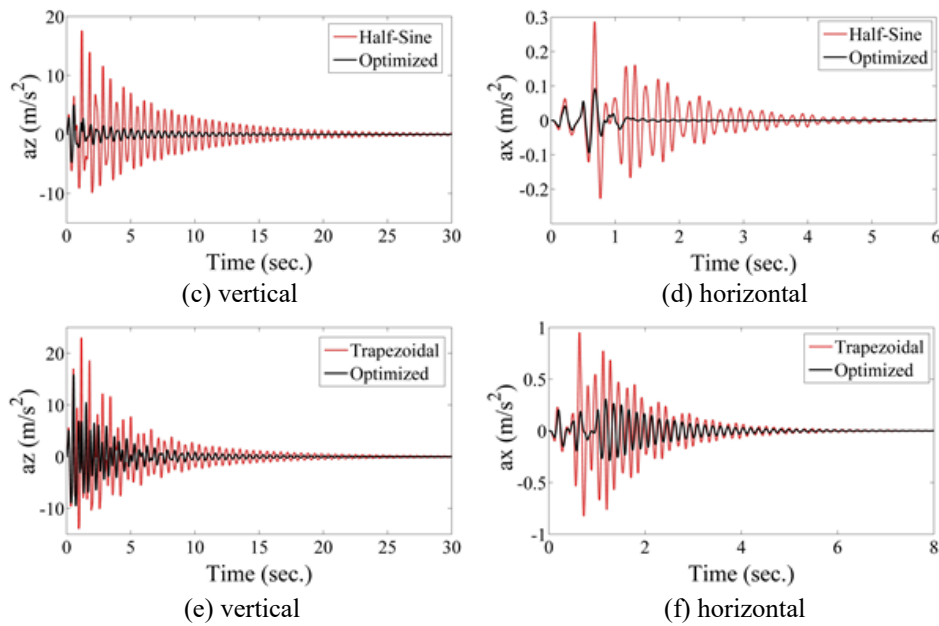 20
10
0
-10
az (m/s²)
Half-Sine
Optimized
0 5 10 15 20 25 30
Time (sec.)
(c) vertical
0.3
0.2
0.1
0
-0.1
-0.2
ax (m/s²)
Half-Sine
Optimized
0 1 2 3 4 5 6
Time (sec.)
(d) horizontal
20
10
0
-10
az (m/s²)
Trapezoidal
Optimized
0 5 10 15 20 25 30
Time (sec.)
(e) vertical
1
0.5
0
-0.5
-1
ax (m/s²)
Trapezoidal
Optimized
0 2 4 6 8
Time (sec.)
(f) horizontal